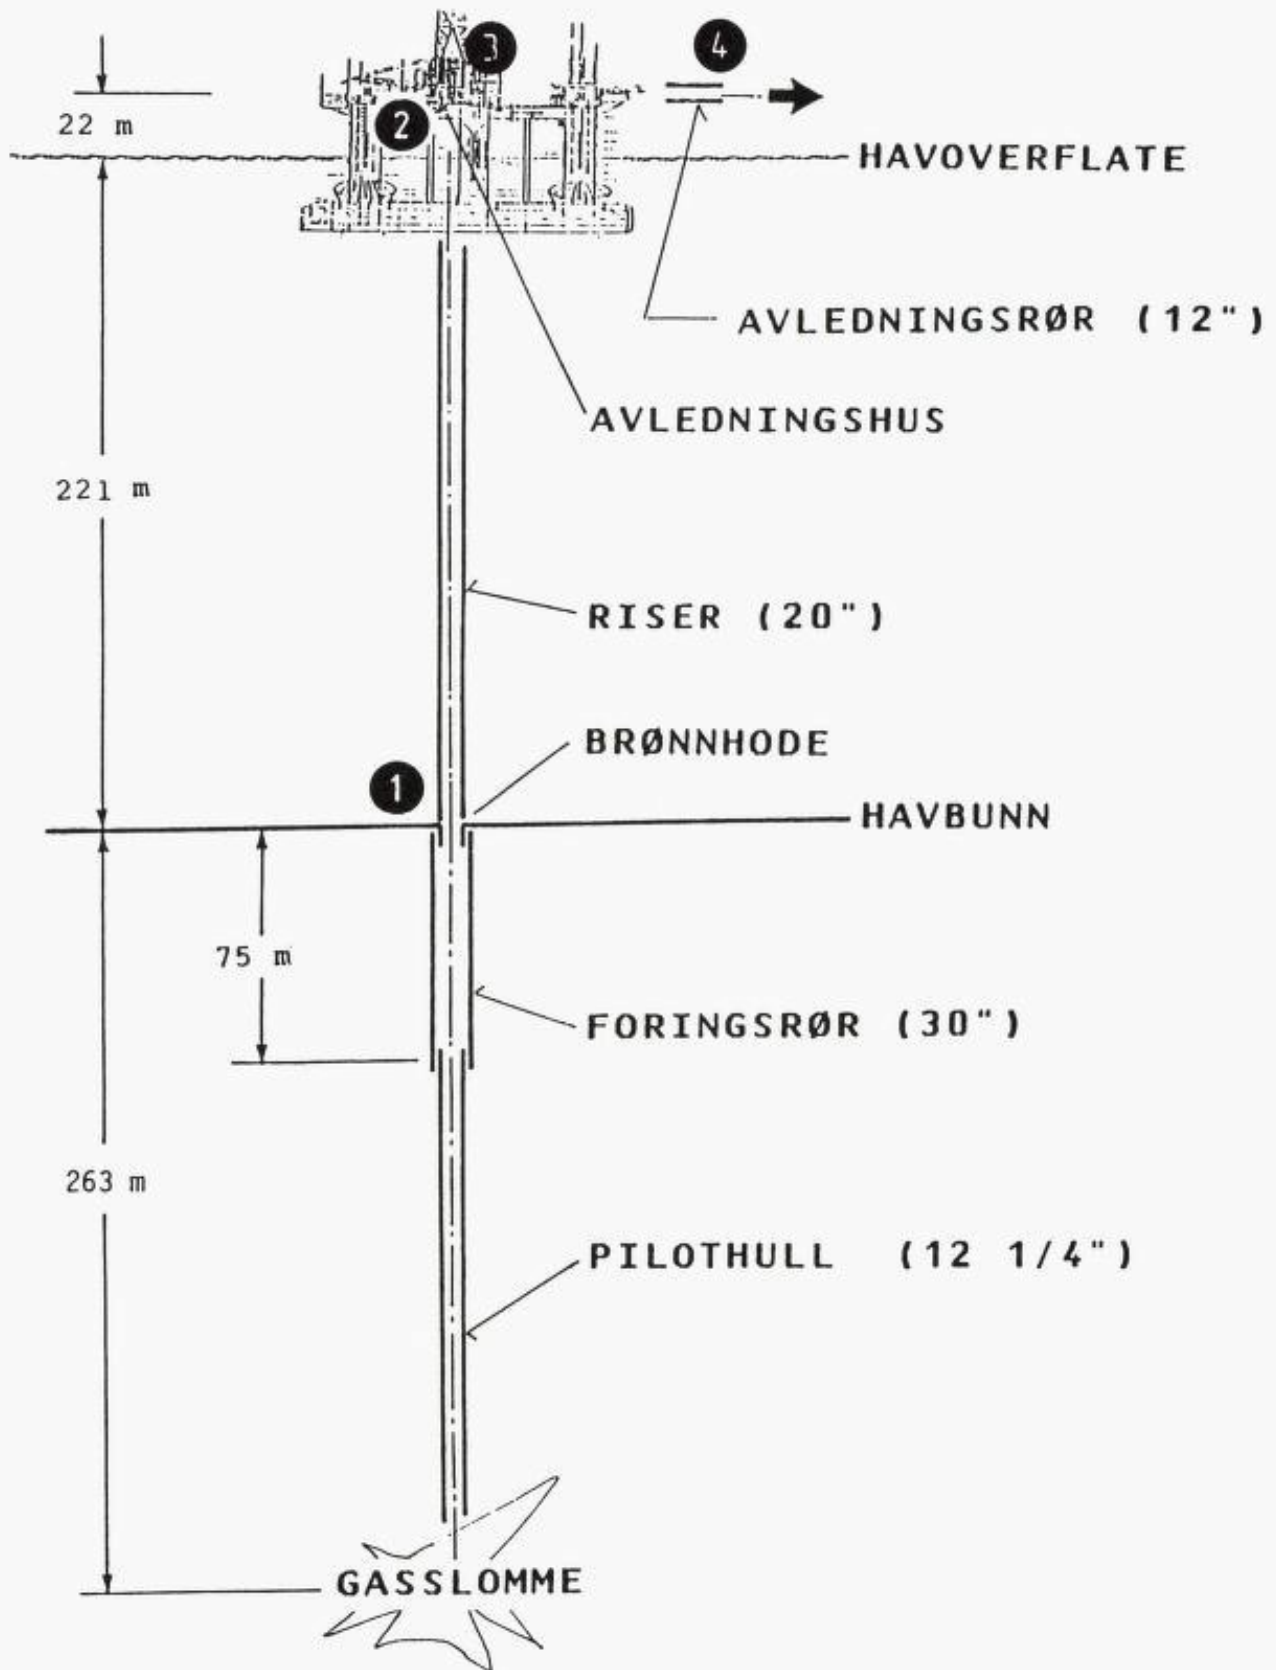 3
4
22 m
2
HAVOVERFLATE
AVLEDNINGSRØR (12")
AVLEDNINGSHUS
221 m
RISER (20")
BRØNNHODE
1
HAVBUNN
75 m
FORINGSRØR (30")
263 m
PILOTHULL (12 1/4")
GASSLOMME